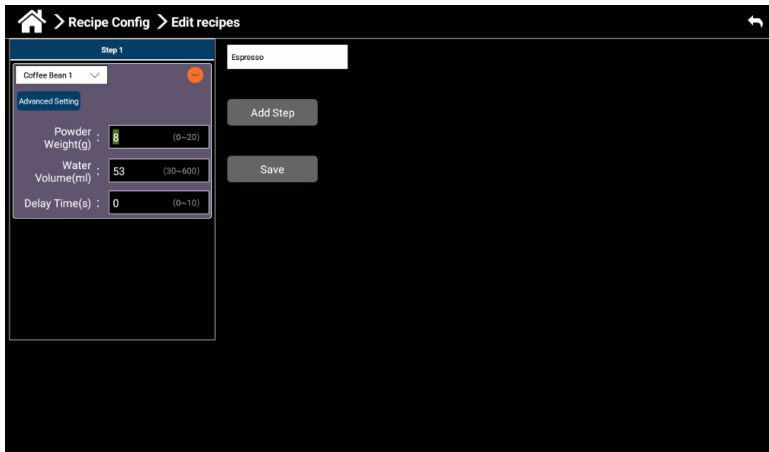 Recipe Config > Edit recipes
Step 1
Coffee Bean 1
Advanced Setting
Powder Weight(g) : 8 (0~20)
Water Volume(ml) : 53 (30~600)
Delay Time(s) : 0 (0~10)
Espresso
Add Step
Save